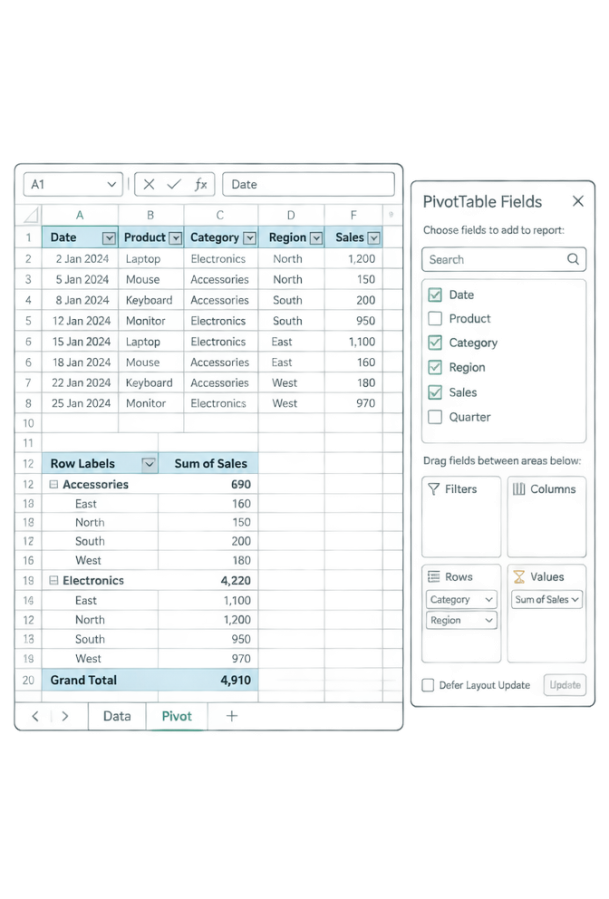 A1 fx Date
A B C D F
1 Date Product Category Region Sales
2 2 Jan 2024 Laptop Electronics North 1,200
3 5 Jan 2024 Mouse Accessories North 150
4 8 Jan 2024 Keyboard Accessories South 200
5 12 Jan 2024 Monitor Electronics South 950
6 15 Jan 2024 Laptop Electronics East 1,100
6 18 Jan 2024 Mouse Accessories East 160
7 22 Jan 2024 Keyboard Accessories West 180
8 25 Jan 2024 Monitor Electronics West 970
10
11
12 Row Labels Sum of Sales
12 Accessories 690
East 160
North 150
12 South 200
16 West 180
19 Electronics 4,220
East 1,100
12 North 1,200
South 950
19 West 970
20 Grand Total 4,910
Data Pivot +
PivotTable Fields
Choose fields to add to report:
Search
Date
Product
Category
Region
Sales
Quarter
Drag fields between areas below:
Filters Columns
Rows Values
Category Sum of Sales
Region
Defer Layout Update Update